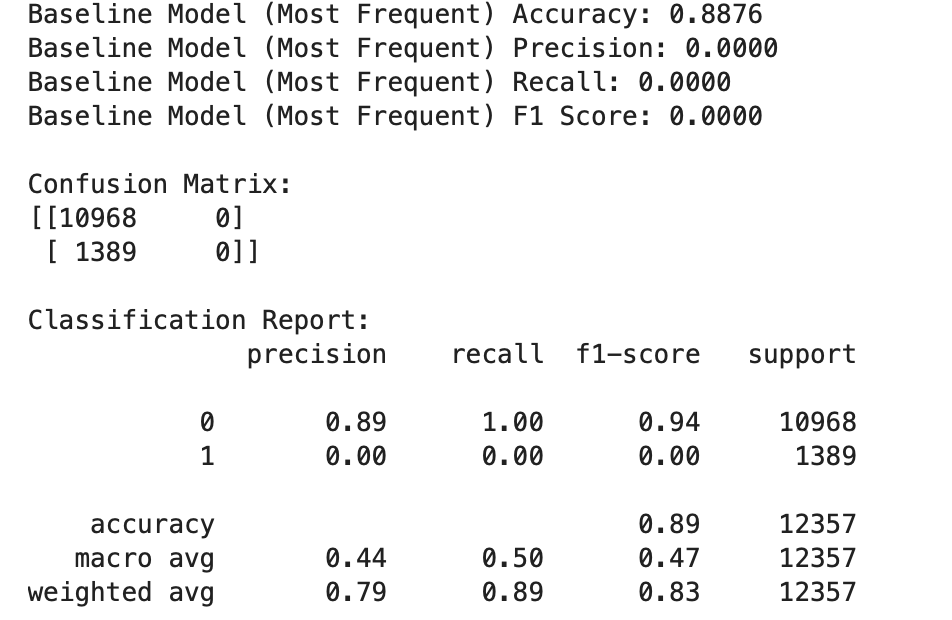 Baseline Model (Most Frequent) Accuracy: 0.8876
Baseline Model (Most Frequent) Precision: 0.0000
Baseline Model (Most Frequent) Recall: 0.0000
Baseline Model (Most Frequent) F1 Score: 0.0000
Confusion Matrix:
[[10968     0]
 [ 1389     0]]
Classification Report:
              precision    recall  f1-score   support
           0       0.89      1.00      0.94     10968
           1       0.00      0.00      0.00      1389
    accuracy                           0.89     12357
   macro avg       0.44      0.50      0.47     12357
weighted avg       0.79      0.89      0.83     12357